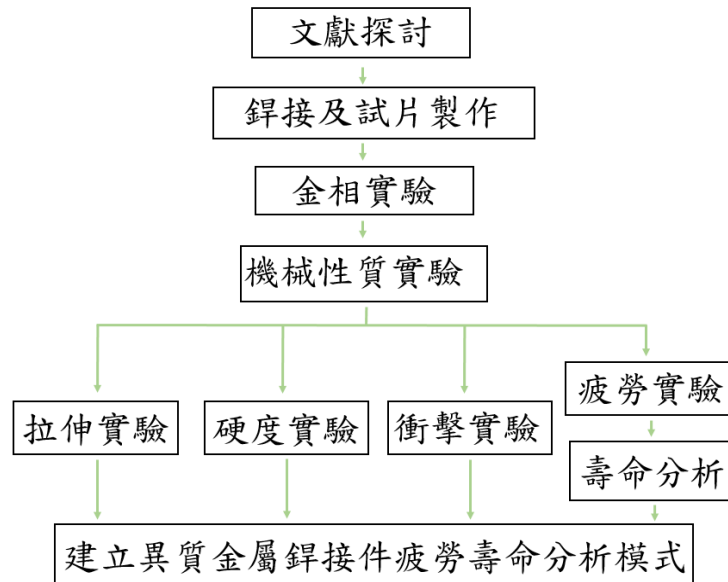 文獻探討
銲接及試片製作
金相實驗
機械性質實驗
拉伸實驗
硬度實驗
衝擊實驗
疲勞實驗
壽命分析
建立異質金屬銲接件疲勞壽命分析模式